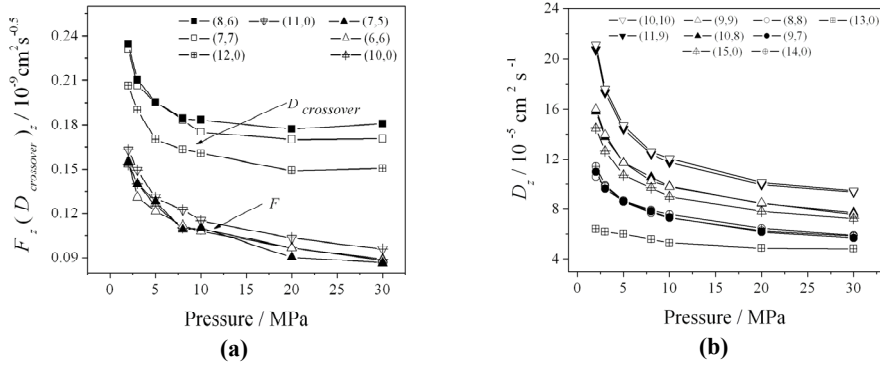 (8,6) (11,0) (7,5)
(7,7) (6,6)
(12,0) (10,0)
0.24
0.21
0.18
0.15
0.12
0.09
F z ( D crossover ) z / 10-9 cm2 s-0.5
D crossover
F
0 5 10 15 20 25 30
Pressure / MPa
(a)
(10,10) (9,9) (8,8) (13,0)
(11,9) (10,8) (9,7)
(15,0) (14,0)
24
20
16
12
8
4
D z / 10 -5 cm 2 s -1
0 5 10 15 20 25 30
Pressure / MPa
(b)